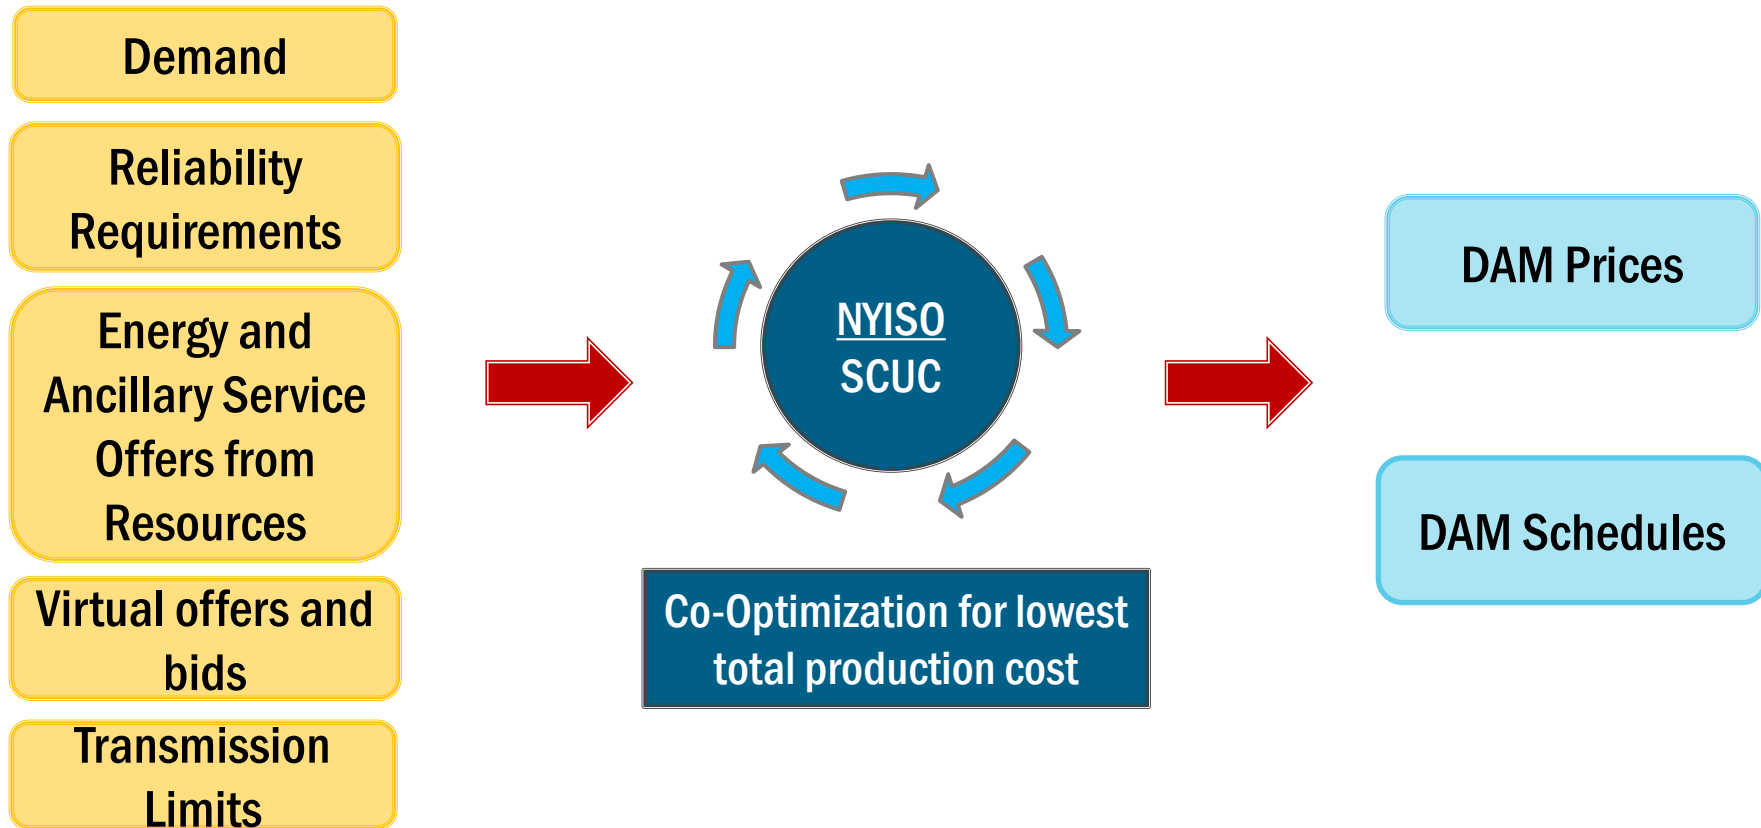 Demand
Reliability
Requirements
Energy and
Ancillary Service
Offers from
Resources
Virtual offers and
bids
Transmission
Limits
NYISO
SCUC
Co-Optimization for lowest
total production cost
DAM Prices
DAM Schedules